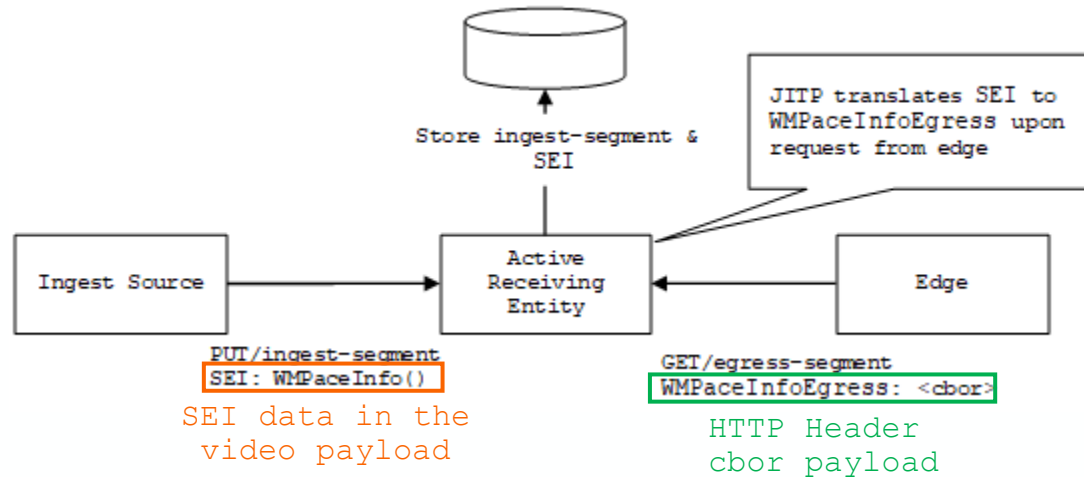 Store ingest-segment &
SEI
JITP translates SEI to
WMPaceInfoEgress upon
request from edge
Ingest Source
Active
Receiving
Entity
Edge
PUT/ingest-segment
SEI: WMPaceInfo()
SEI data in the
video payload
GET/egress-segment
WMPaceInfoEgress: <cbor>
HTTP Header
cbor payload